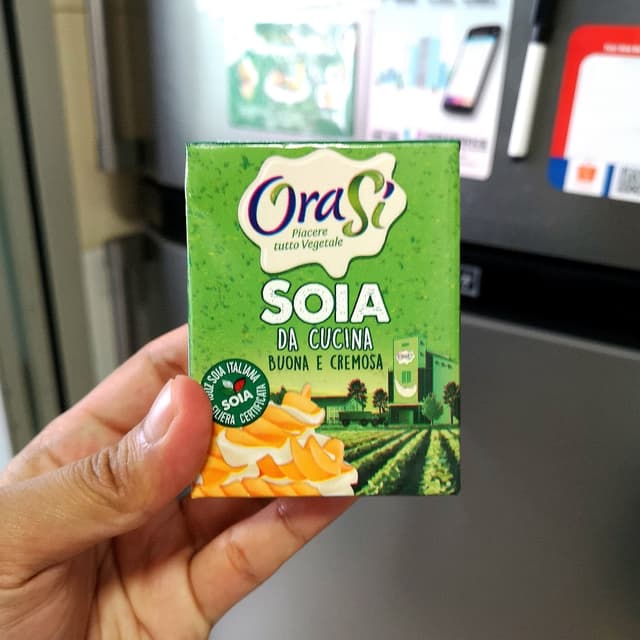 OraSì
Piacere
tutto Vegetale
SOIA
DA CUCINA
BUONA E CREMOSA
SOIA ITALIANA
SOIA
FILIERA CERTIFICATA